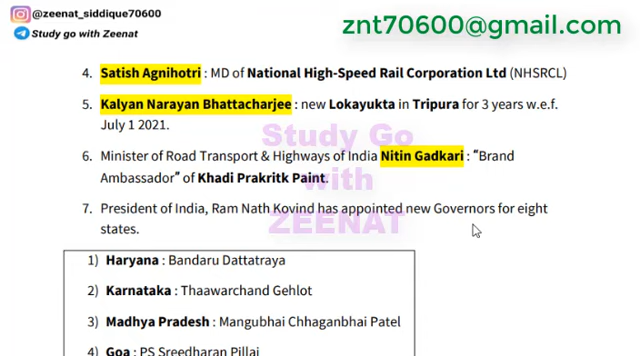 @zeenat_siddique70600
Study go with Zeenat
znt70600@gmail.com
4. Satish Agnihotri : MD of National High-Speed Rail Corporation Ltd (NHSRCL)
5. Kalyan Narayan Bhattacharjee : new Lokayukta in Tripura for 3 years w.e.f.
July 1 2021.
Study Go
with
ZEENAT
6. Minister of Road Transport & Highways of India Nitin Gadkari : “Brand
Ambassador” of Khadi Prakritk Paint.
7. President of India, Ram Nath Kovind has appointed new Governors for eight
states.
1) Haryana : Bandaru Dattatraya
2) Karnataka : Thaawarchand Gehlot
3) Madhya Pradesh : Mangubhai Chhaganbhai Patel
4) Goa : PS Sreedharan Pillai